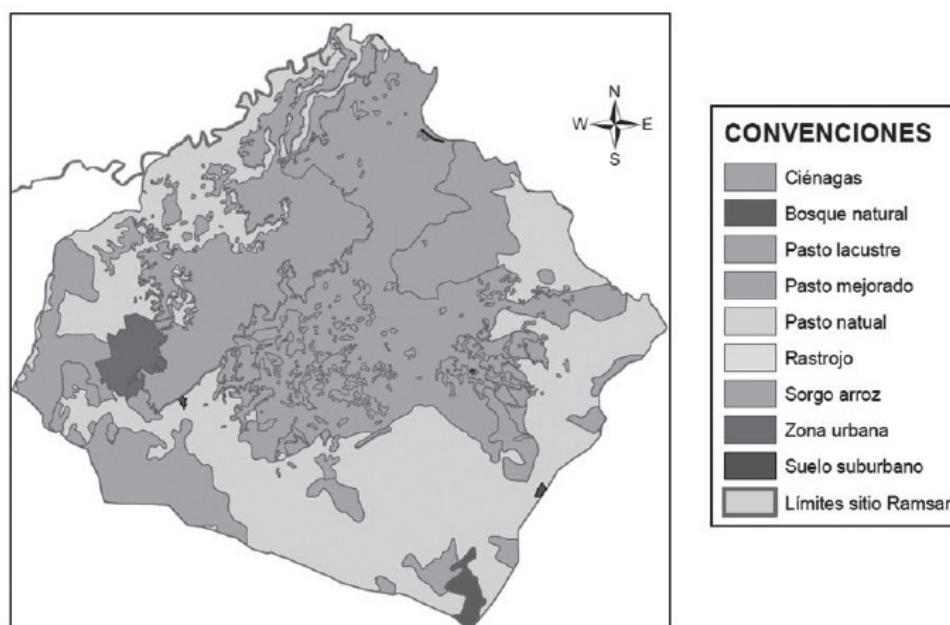 N
W E
S
CONVENCIONES
Ciénagas
Bosque natural
Pasto lacustre
Pasto mejorado
Pasto natual
Rastrojo
Sorgo arroz
Zona urbana
Suelo suburbano
Límites sitio Ramsar